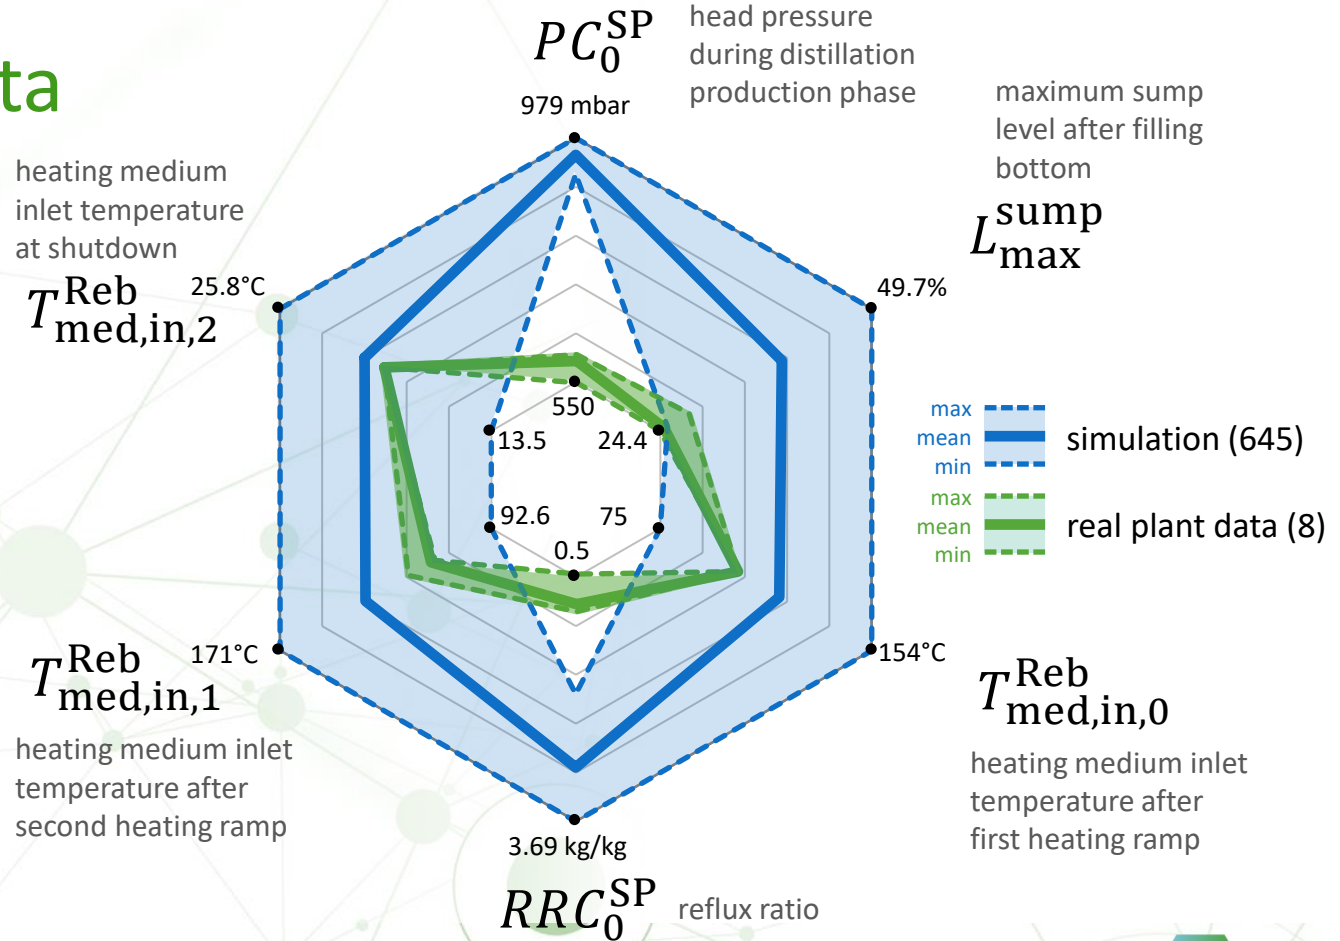 ta
PC₀^SP
head pressure
during distillation
production phase
979 mbar
maximum sump
level after filling
bottom
L_max^sump
49.7%
heating medium
inlet temperature
at shutdown
T_med,in,2^Reb
25.8°C
550
13.5
24.4
92.6
75
0.5
max
mean
min
simulation (645)
max
mean
min
real plant data (8)
T_med,in,1^Reb
171°C
heating medium inlet
temperature after
second heating ramp
154°C
T_med,in,0^Reb
heating medium inlet
temperature after
first heating ramp
3.69 kg/kg
RRC₀^SP
reflux ratio